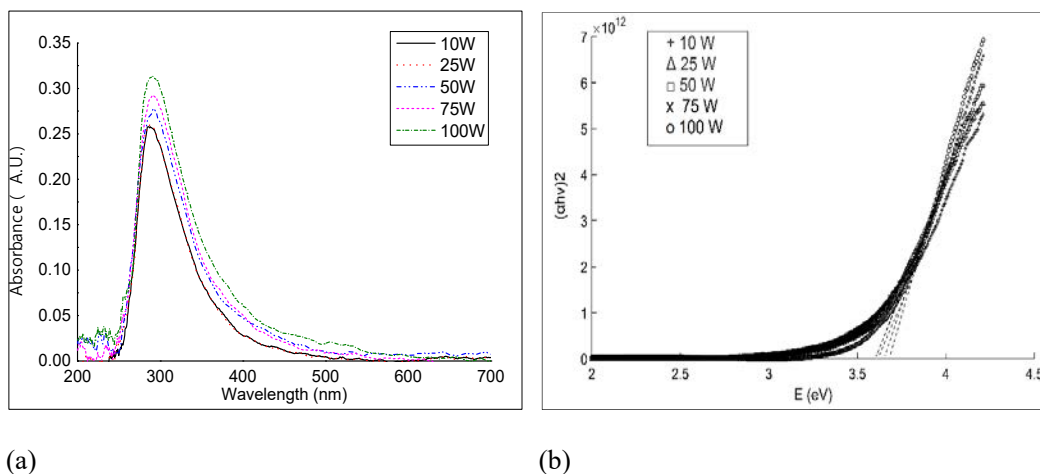 0.35
0.30
0.25
0.20
0.15
0.10
0.05
0.00
Absorbance ( A.U.)
10W
25W
50W
75W
100W
200 300 400 500 600 700
Wavelength (nm)
(a)
×10¹²
7
6
5
4
3
2
1
0
(αhv)2
+ 10 W
Δ 25 W
□ 50 W
x 75 W
o 100 W
2 2.5 3 3.5 4 4.5
E (eV)
(b)